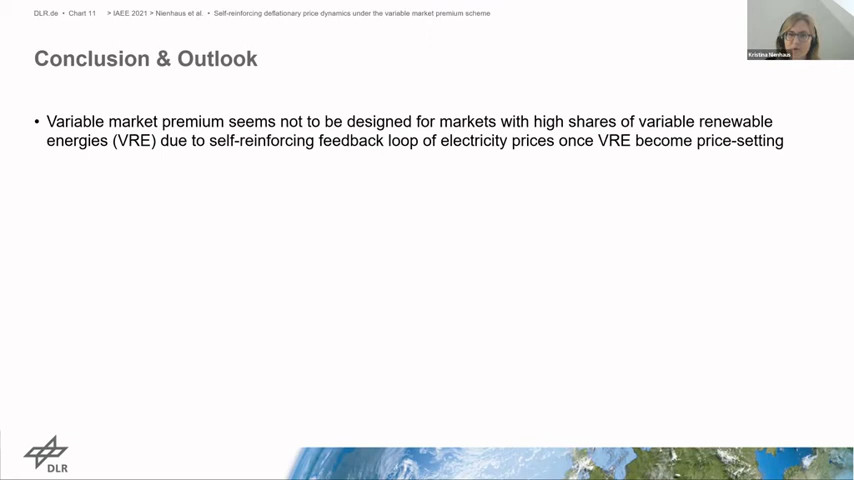 DLR.de • Chart 11 > IAEE 2021 > Nienhaus et al. • Self-reinforcing deflationary price dynamics under the variable market premium scheme
Kristina Nienhaus
Conclusion & Outlook
• Variable market premium seems not to be designed for markets with high shares of variable renewable
energies (VRE) due to self-reinforcing feedback loop of electricity prices once VRE become price-setting
DLR